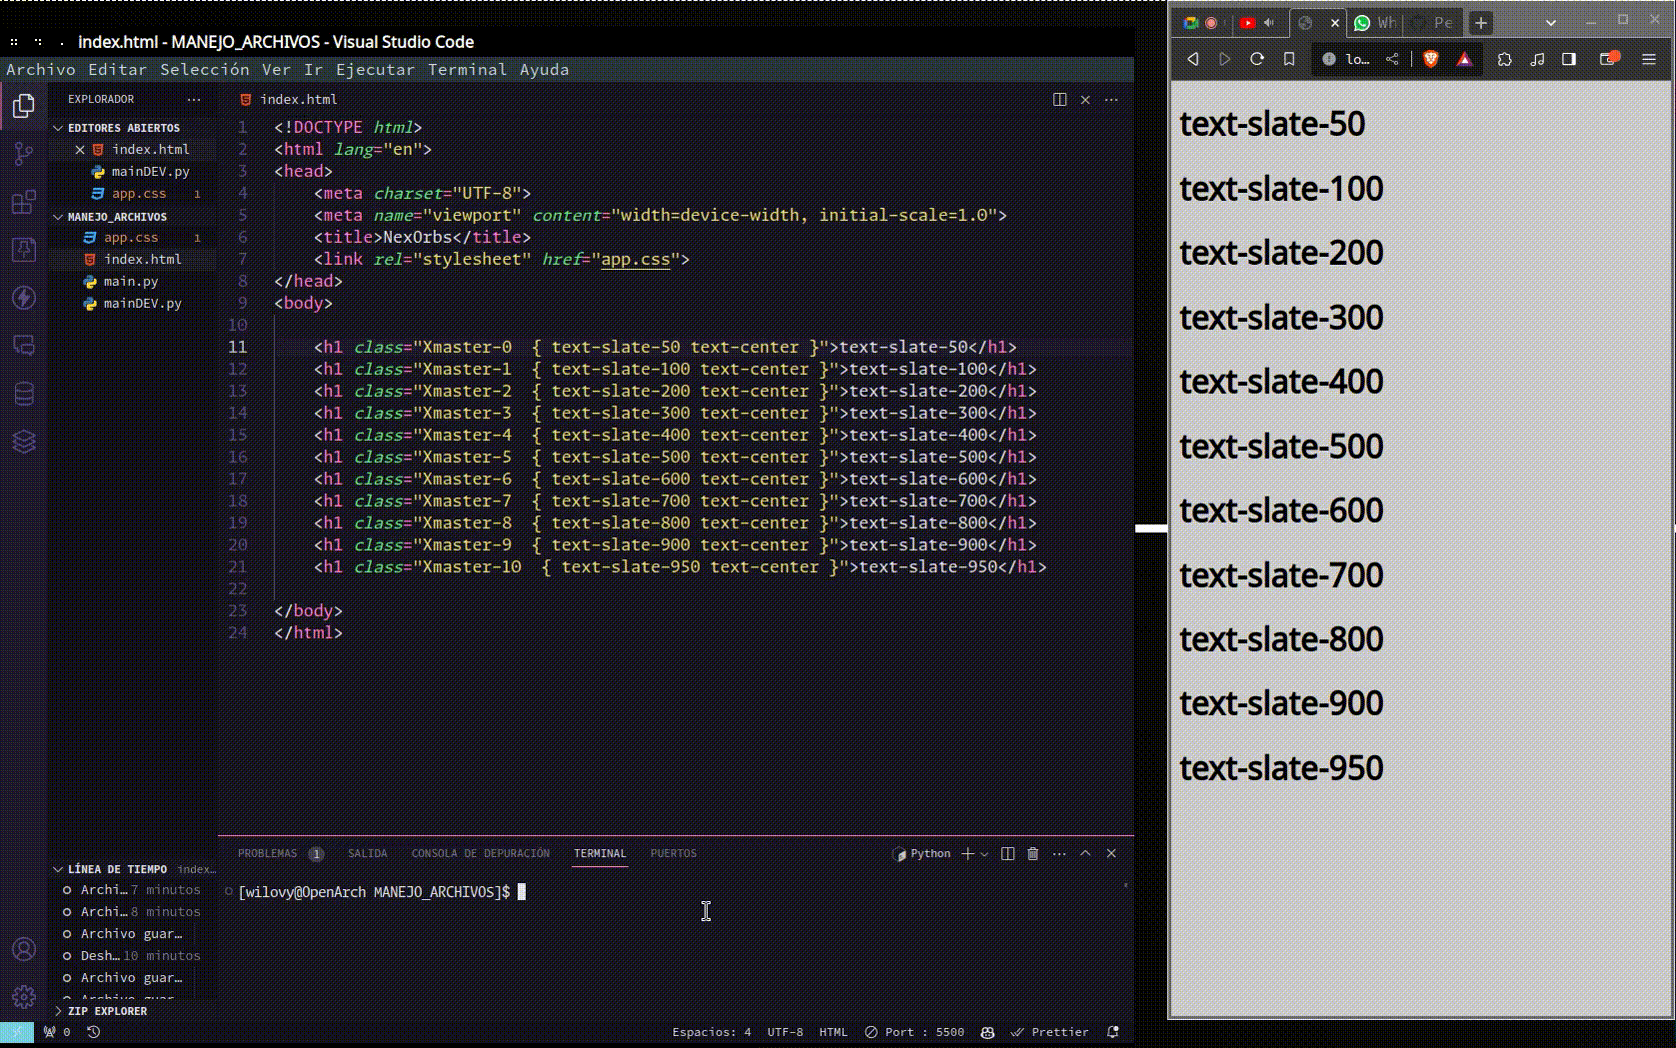 index.html - MANEJO_ARCHIVOS - Visual Studio Code
Archivo Editar Selección Ver Ir Ejecutar Terminal Ayuda
EXPLORADOR ···
EDITORES ABIERTOS
index.html
mainDEV.py
app.css 1
MANEJO_ARCHIVOS
app.css 1
index.html
main.py
mainDEV.py
LÍNEA DE TIEMPO index...
Archi... 7 minutos
Archi... 8 minutos
Archivo guar...
Desh... 10 minutos
Archivo guar...
Archivo guar...
ZIP EXPLORER
index.html
1 <!DOCTYPE html>
2 <html lang="en">
3 <head>
4 <meta charset="UTF-8">
5 <meta name="viewport" content="width=device-width, initial-scale=1.0">
6 <title>NexOrbs</title>
7 <link rel="stylesheet" href="app.css">
8 </head>
9 <body>
10
11 <h1 class="Xmaster-0  { text-slate-50 text-center }">text-slate-50</h1>
12 <h1 class="Xmaster-1  { text-slate-100 text-center }">text-slate-100</h1>
13 <h1 class="Xmaster-2  { text-slate-200 text-center }">text-slate-200</h1>
14 <h1 class="Xmaster-3  { text-slate-300 text-center }">text-slate-300</h1>
15 <h1 class="Xmaster-4  { text-slate-400 text-center }">text-slate-400</h1>
16 <h1 class="Xmaster-5  { text-slate-500 text-center }">text-slate-500</h1>
17 <h1 class="Xmaster-6  { text-slate-600 text-center }">text-slate-600</h1>
18 <h1 class="Xmaster-7  { text-slate-700 text-center }">text-slate-700</h1>
19 <h1 class="Xmaster-8  { text-slate-800 text-center }">text-slate-800</h1>
20 <h1 class="Xmaster-9  { text-slate-900 text-center }">text-slate-900</h1>
21 <h1 class="Xmaster-10  { text-slate-950 text-center }">text-slate-950</h1>
22
23 </body>
24 </html>
PROBLEMAS 1 SALIDA CONSOLA DE DEPURACIÓN TERMINAL PUERTOS Python
[wilovy@OpenArch MANEJO_ARCHIVOS]$
0 Espacios: 4 UTF-8 HTML Port : 5500 Prettier
Wh Pe
lo...
text-slate-50
text-slate-100
text-slate-200
text-slate-300
text-slate-400
text-slate-500
text-slate-600
text-slate-700
text-slate-800
text-slate-900
text-slate-950